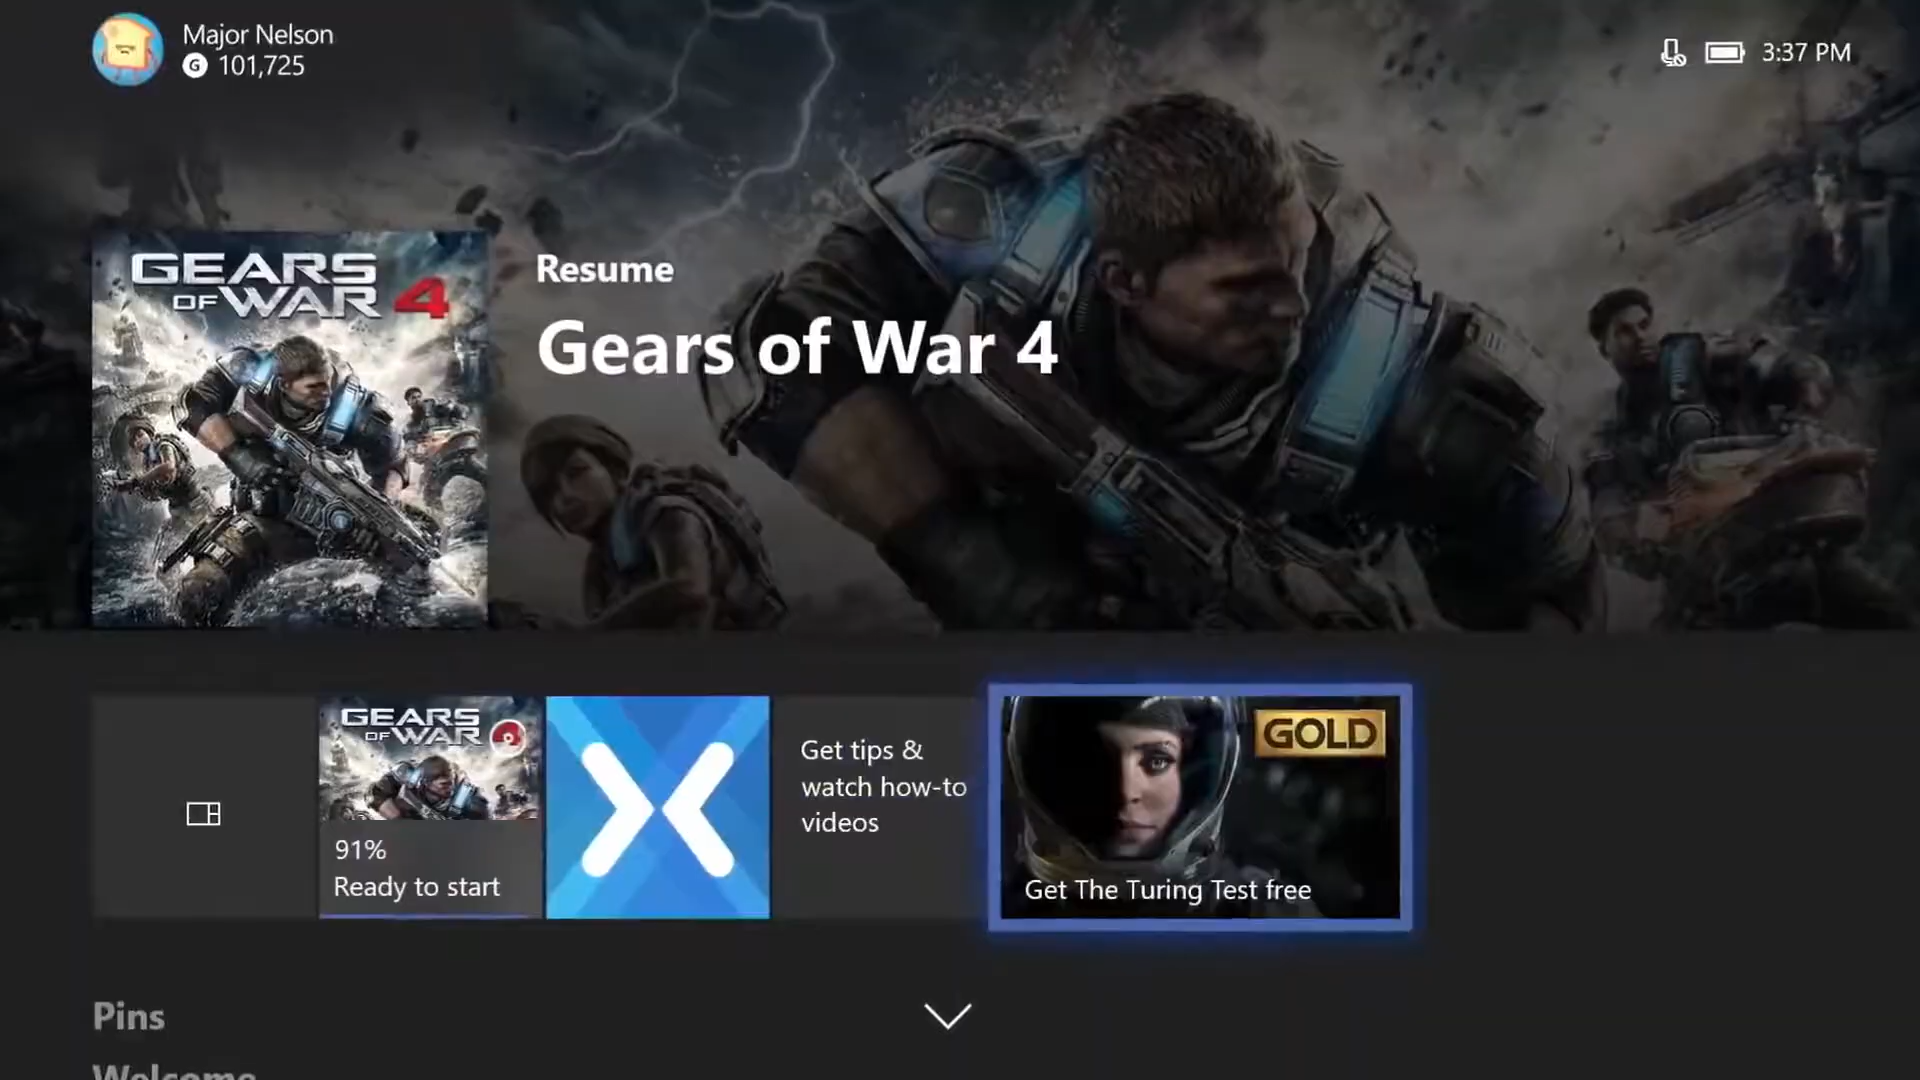 Major Nelson
G 101,725
3:37 PM
GEARS
OF WAR 4
Resume
Gears of War 4
GEARS
OF WAR
91%
Ready to start
Get tips &
watch how-to
videos
GOLD
Get The Turing Test free
Pins
Welcome